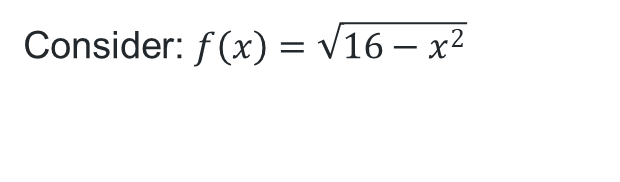 Consider: f(x) = √16 − x²